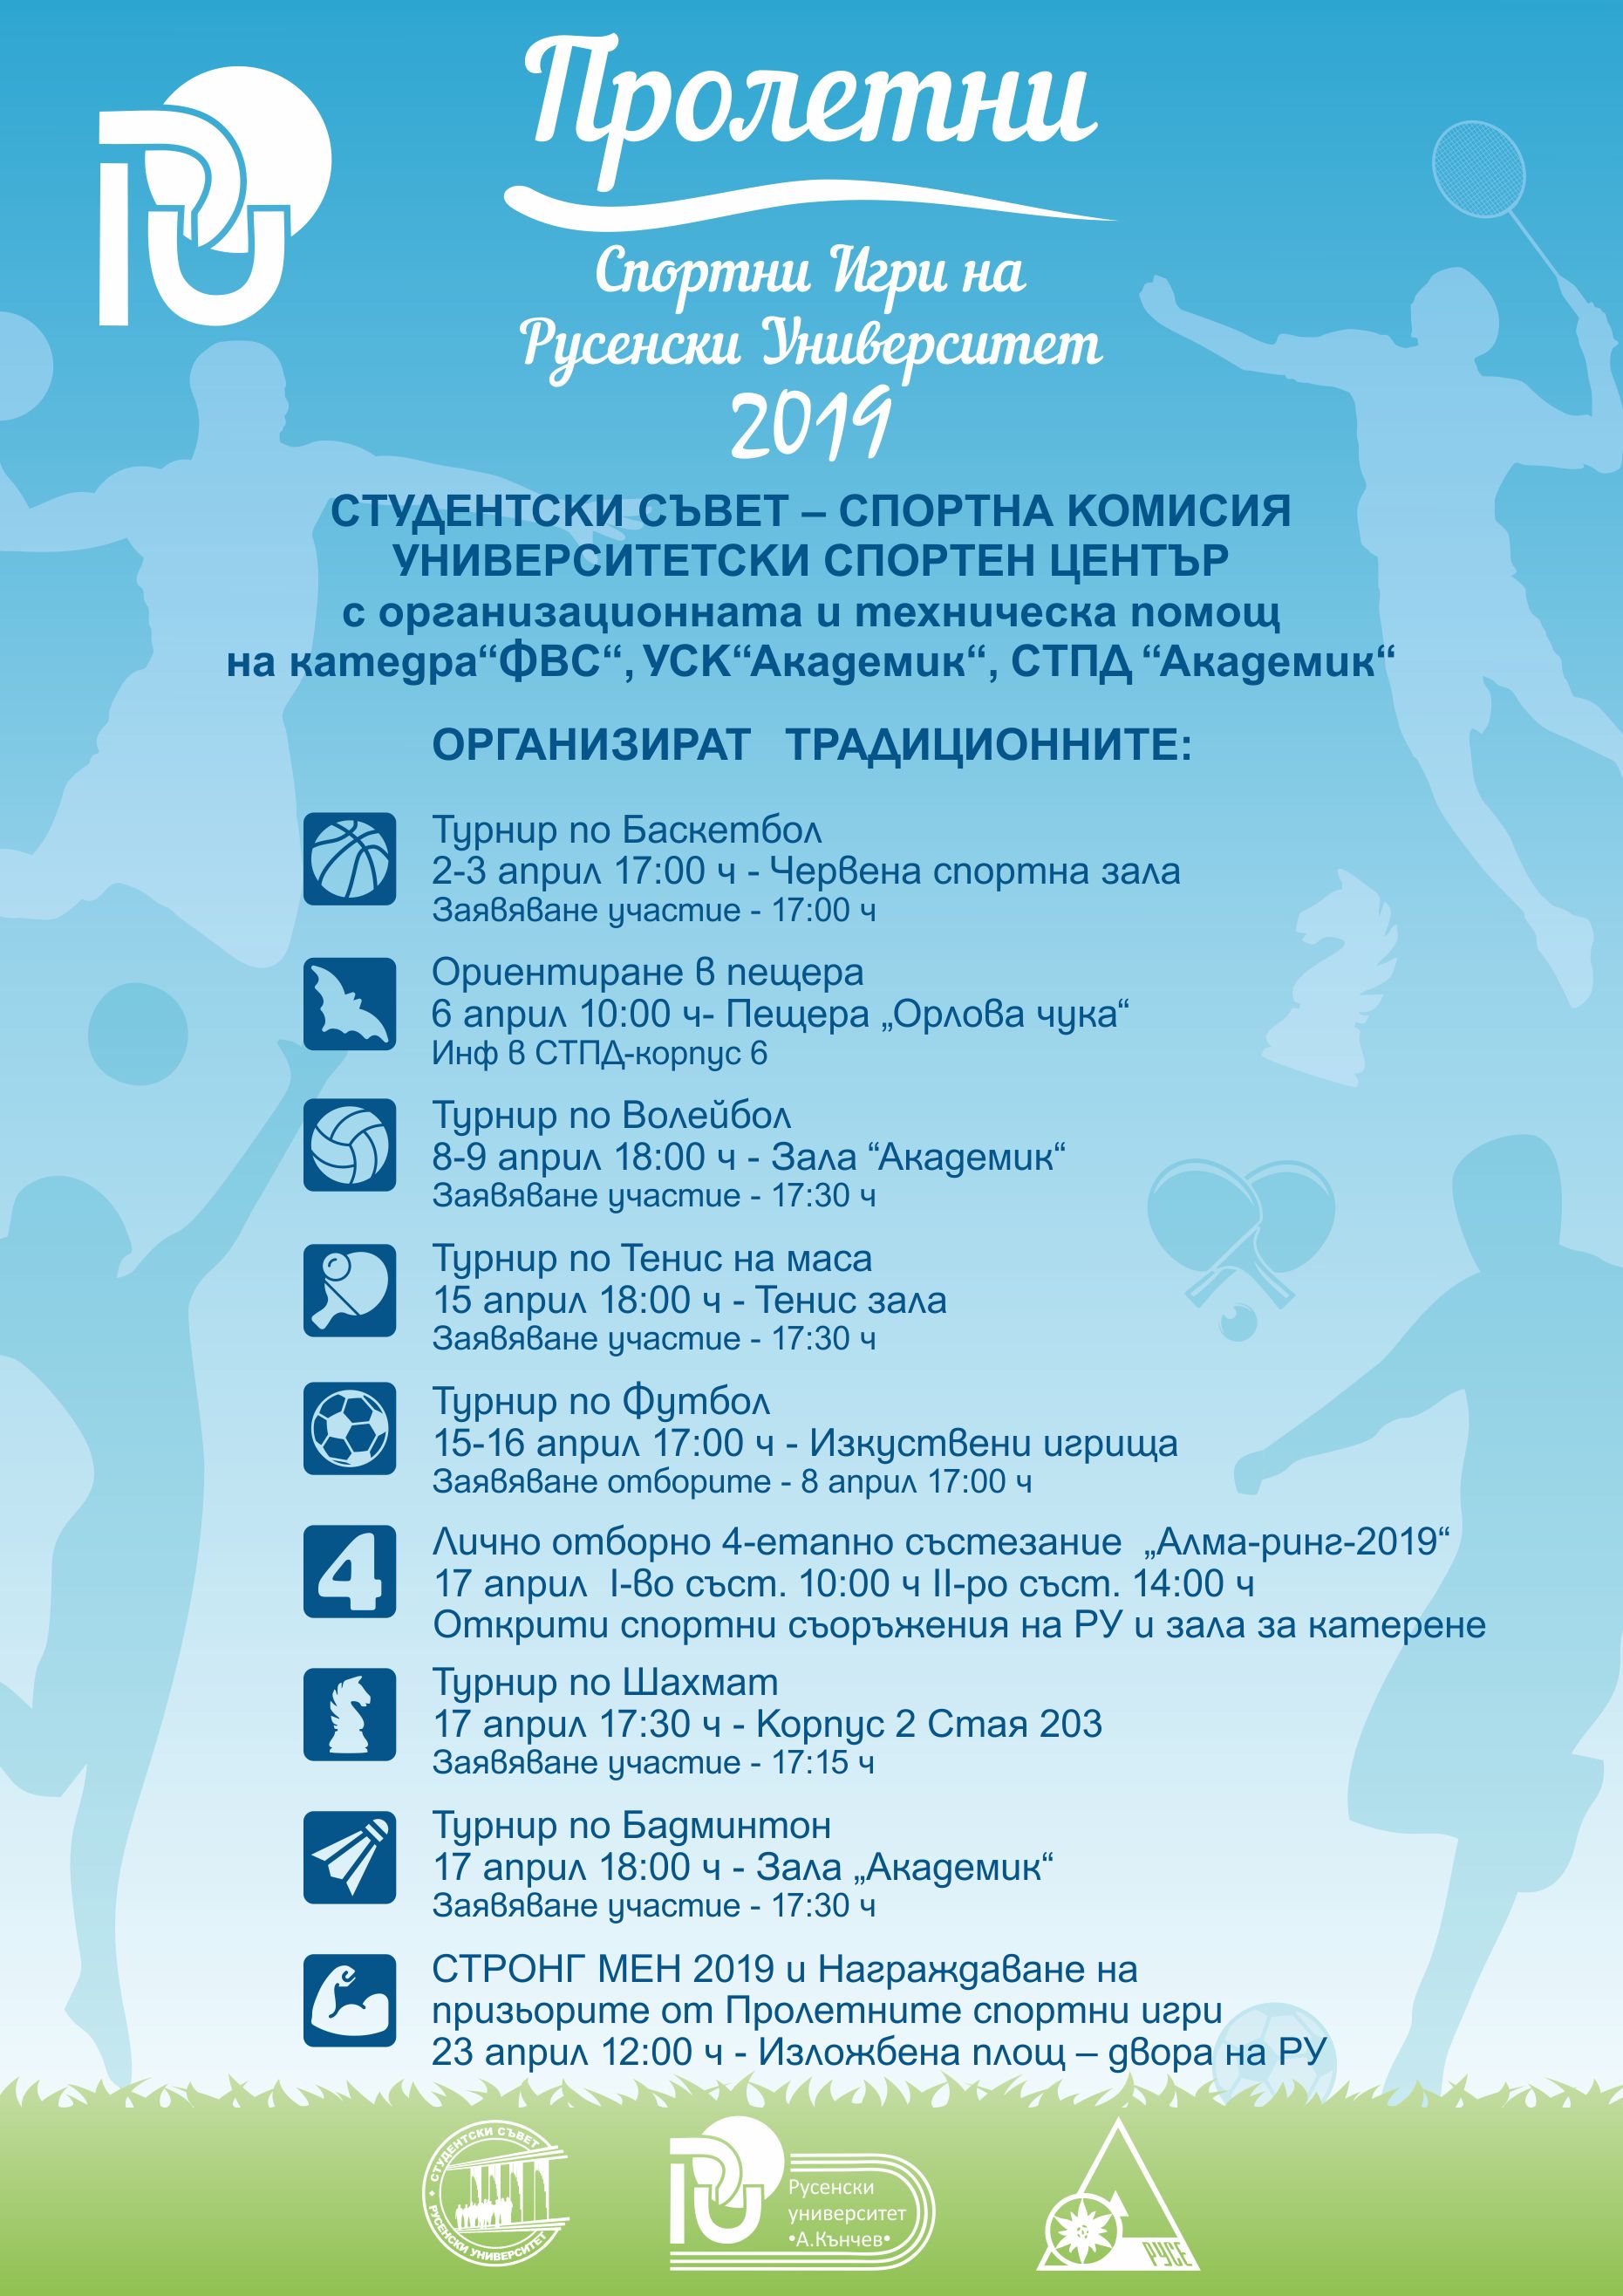 Пролетни
Спортни Игри на
Русенски Университет
2019
СТУДЕНТСКИ СЪВЕТ – СПОРТНА КОМИСИЯ
УНИВЕРСИТЕТСКИ СПОРТЕН ЦЕНТЪР
с организационната и техническа помощ
на катедра“ФВС“, УСК“Академик“, СТПД “Академик“
ОРГАНИЗИРАТ ТРАДИЦИОННИТЕ:
Турнир по Баскетбол
2-3 април 17:00 ч - Червена спортна зала
Заявяване участие - 17:00 ч
Ориентиране в пещера
6 април 10:00 ч- Пещера „Орлова чука“
Инф в СТПД-корпус 6
Турнир по Волейбол
8-9 април 18:00 ч - Зала “Академик“
Заявяване участие - 17:30 ч
Турнир по Тенис на маса
15 април 18:00 ч - Тенис зала
Заявяване участие - 17:30 ч
Турнир по Футбол
15-16 април 17:00 ч - Изкуствени игрища
Заявяване отборите - 8 април 17:00 ч
4
Лично отборно 4-етапно състезание „Алма-ринг-2019“
17 април I-во съст. 10:00 ч II-ро съст. 14:00 ч
Открити спортни съоръжения на РУ и зала за катерене
Турнир по Шахмат
17 април 17:30 ч - Корпус 2 Стая 203
Заявяване участие - 17:15 ч
Турнир по Бадминтон
17 април 18:00 ч - Зала „Академик“
Заявяване участие - 17:30 ч
СТРОНГ МЕН 2019 и Награждаване на
призьорите от Пролетните спортни игри
23 април 12:00 ч - Изложбена площ – двора на РУ
СТУДЕНТСКИ СЪВЕТ
РУСЕНСКИ УНИВЕРСИТЕТ
Русенски
университет
•А.Кънчев•
РУСЕ